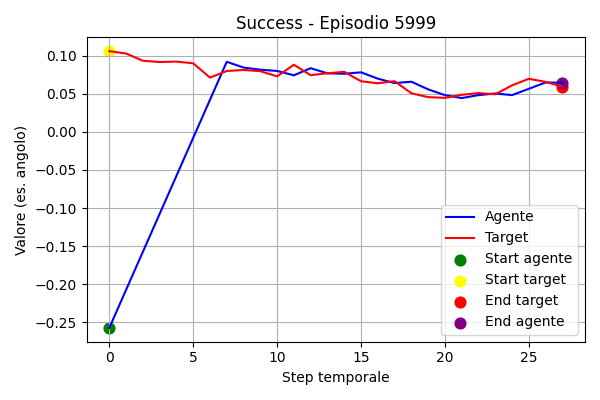 Success - Episodio 5999
Valore (es. angolo)
0.10
0.05
0.00
−0.05
−0.10
−0.15
−0.20
−0.25
0
5
10
15
20
25
Step temporale
Agente
Target
Start agente
Start target
End target
End agente